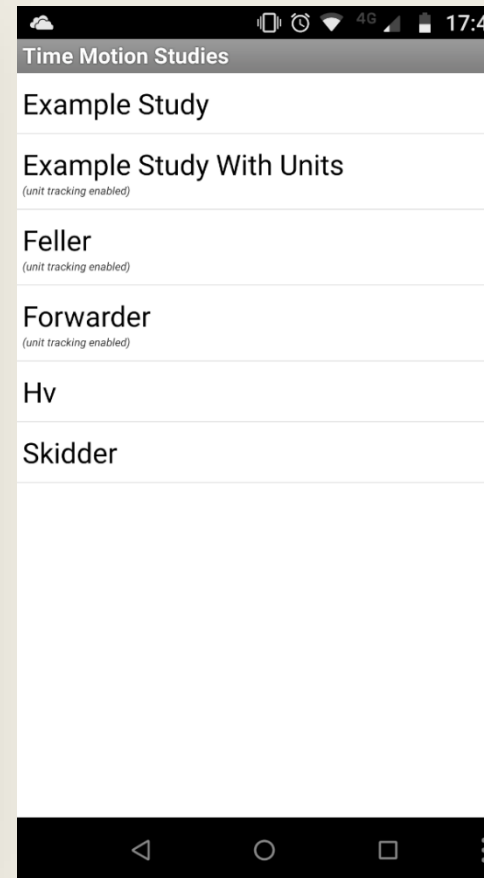 4G 17:4
Time Motion Studies
Example Study
Example Study With Units
(unit tracking enabled)
Feller
(unit tracking enabled)
Forwarder
(unit tracking enabled)
Hv
Skidder